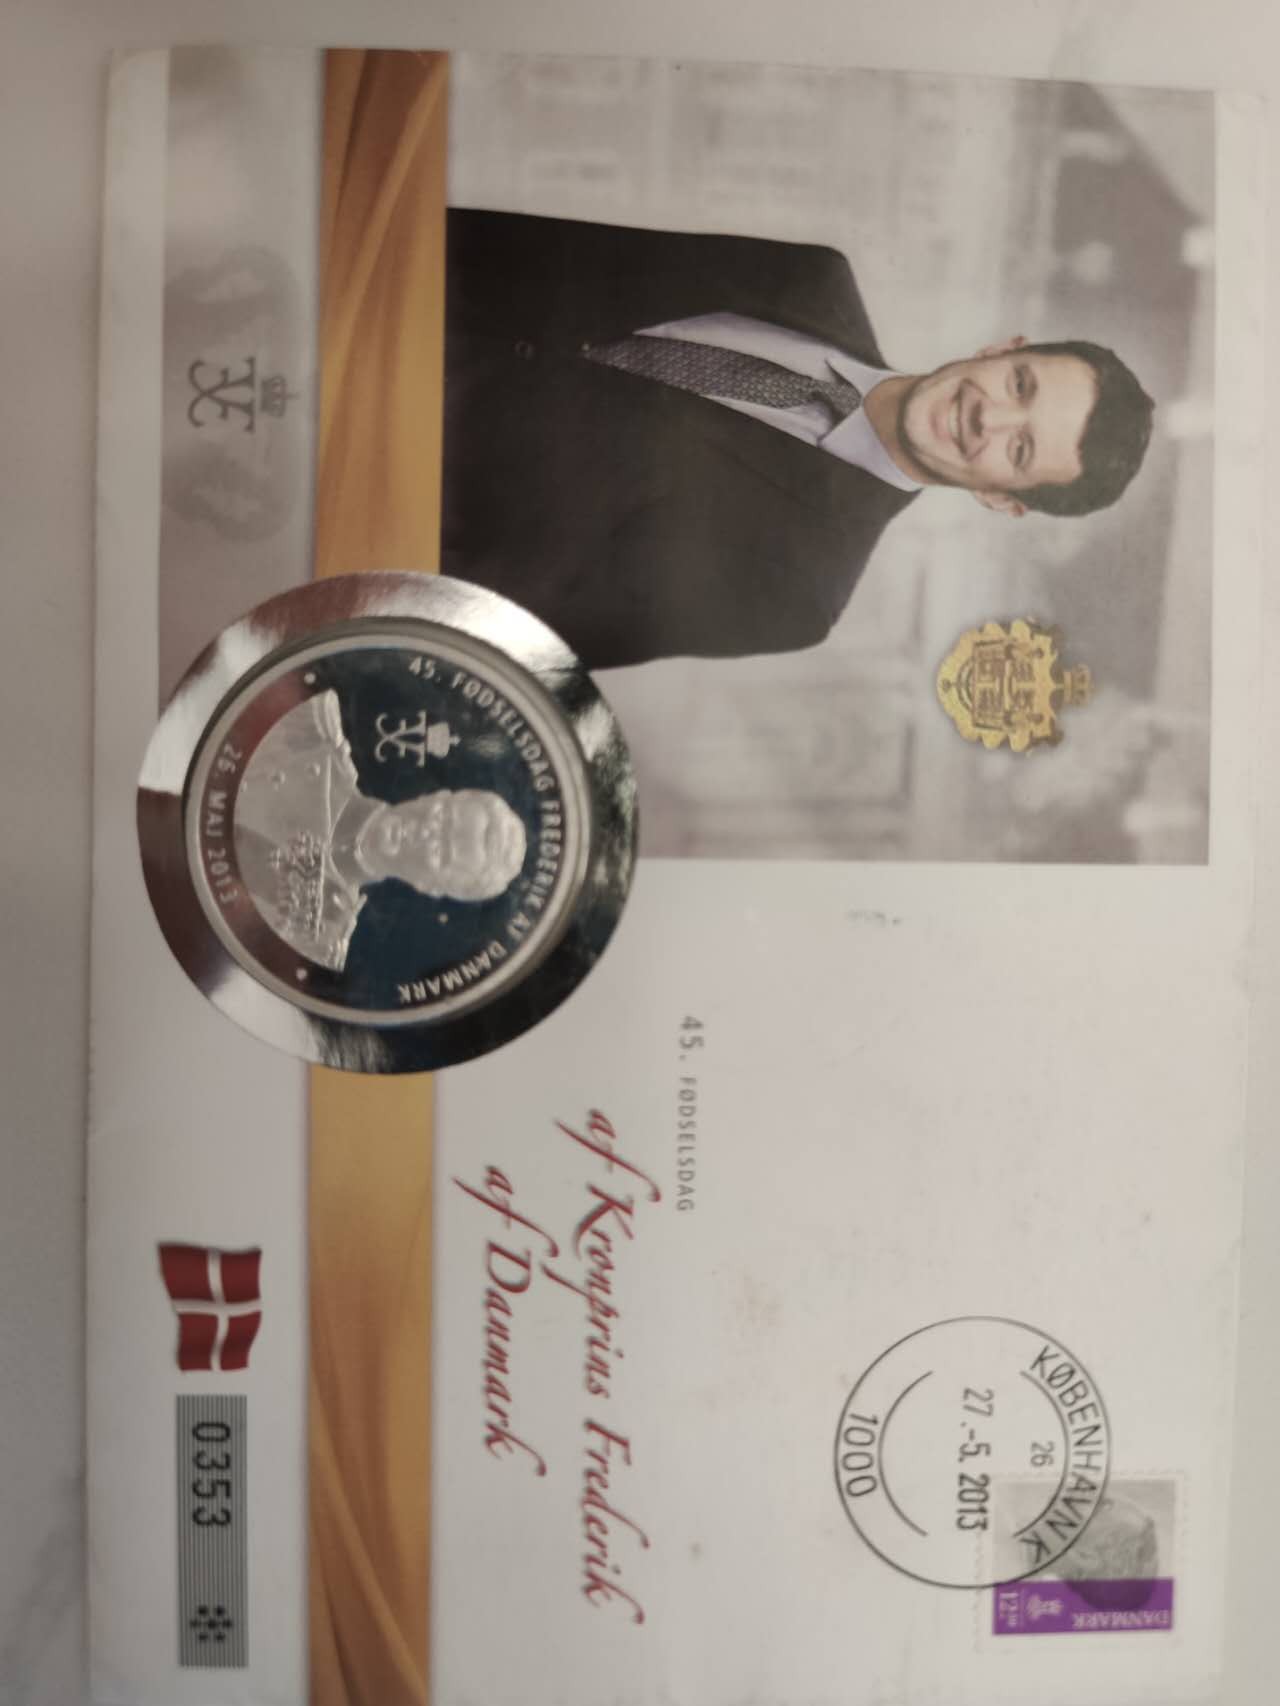 45. FØDSELSDAG FREDERIK AF DANMARK
26. MAJ 2013
45. FØDSELSDAG
af Kronprins Frederik
af Danmark
KØBENHAVN K
26
27.-5. 2013
1000
DANMARK
0353